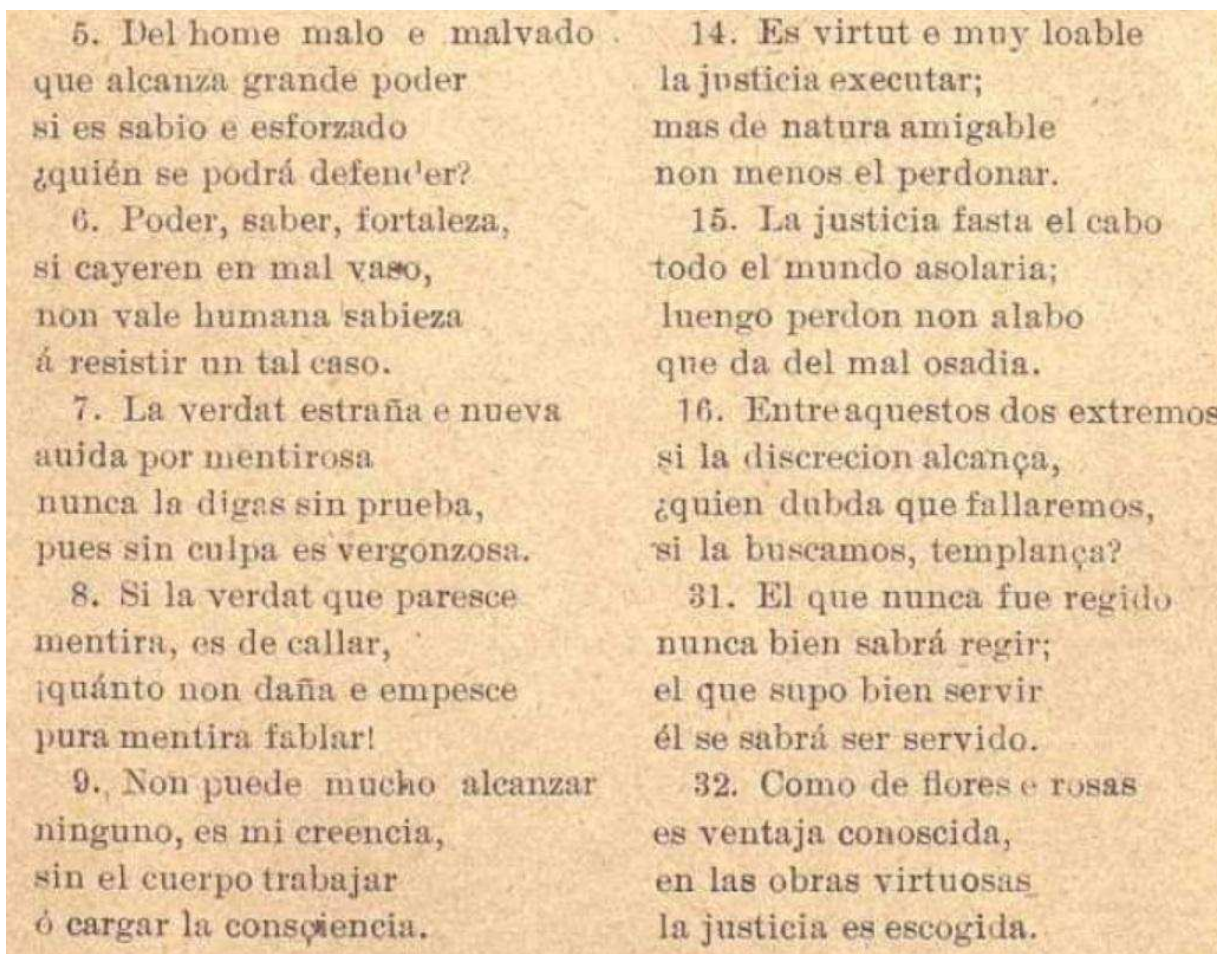 5. Del home malo e malvado
que alcanza grande poder
si es sabio e esforzado
¿quién se podrá defender?
6. Poder, saber, fortaleza,
si cayeren en mal vaso,
non vale humana sabieza
á resistir un tal caso.
7. La verdat estraña e nueva
auida por mentirosa
nunca la digas sin prueba,
pues sin culpa es vergonzosa.
8. Si la verdat que paresce
mentira, es de callar,
¡quánto non daña e empesce
pura mentira fablar!
9. Non puede mucho alcanzar
ninguno, es mi creencia,
sin el cuerpo trabajar
ó cargar la consçiencia.
14. Es virtut e muy loable
la justicia executar;
mas de natura amigable
non menos el perdonar.
15. La justicia fasta el cabo
todo el mundo asolaria;
luengo perdon non alabo
que da del mal osadia.
16. Entre aquestos dos extremos
si la discrecion alcança,
¿quien dubda que fallaremos,
si la buscamos, templança?
31. El que nunca fue regido
nunca bien sabrá regir;
el que supo bien servir
él se sabrá ser servido.
32. Como de flores e rosas
es ventaja conoscida,
en las obras virtuosas
la justicia es escogida.